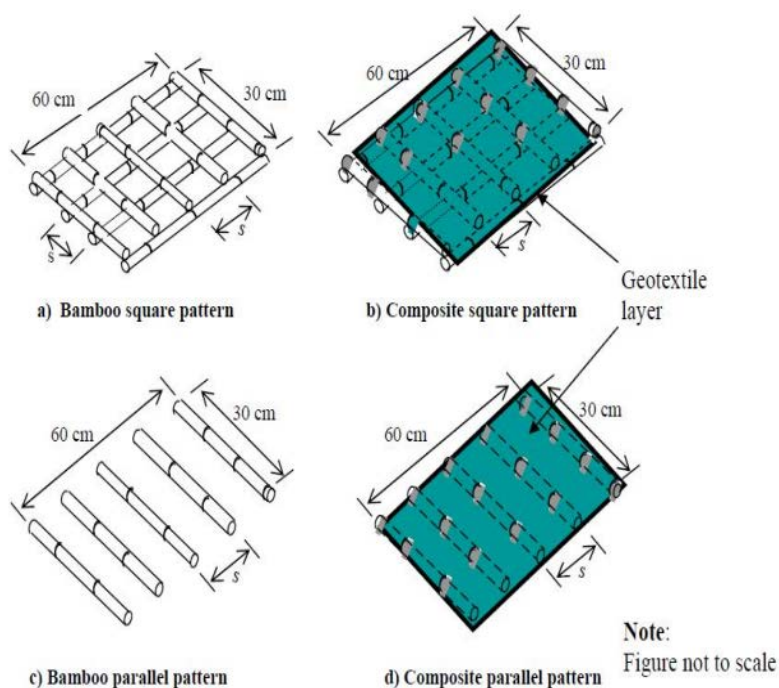 60 cm
30 cm
s
s
a) Bamboo square pattern
60 cm
30 cm
s
b) Composite square pattern
Geotextile
layer
60 cm
30 cm
s
c) Bamboo parallel pattern
60 cm
30 cm
s
d) Composite parallel pattern
Note:
Figure not to scale